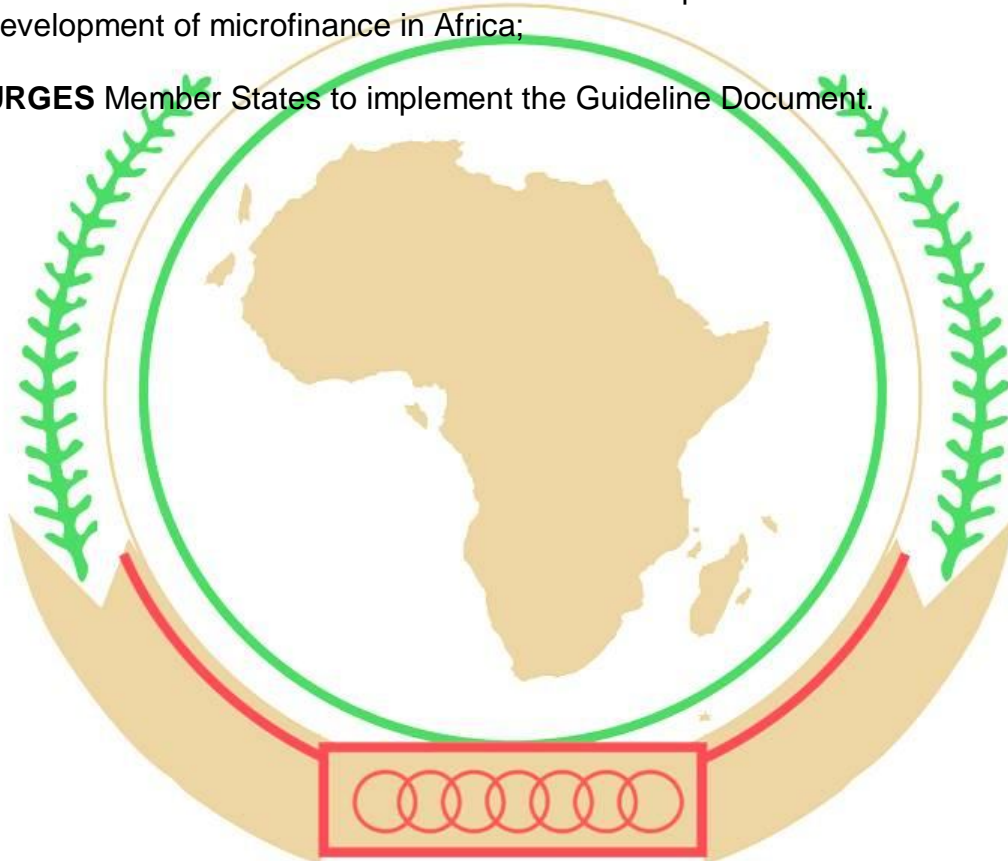 evelopment of microfinance in Africa;
URGES Member States to implement the Guideline Document.